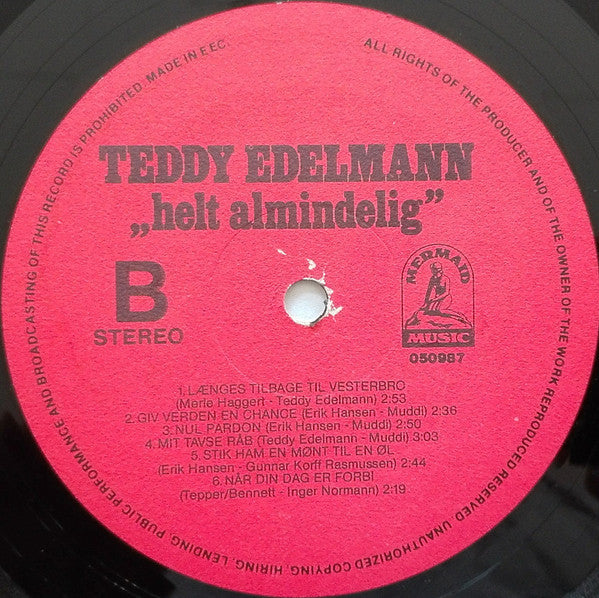 ALL RIGHTS OF THE PRODUCER AND OF THE OWNER OF THE WORK REPRODUCED RESERVED. UNAUTHORIZED COPYING, HIRING, LENDING, PUBLIC PERFORMANCE AND BROADCASTING OF THIS RECORD IS PROHIBITED. MADE IN EEC.
TEDDY EDELMANN
„helt almindelig”
B
STEREO
MERMAID
MUSIC
050987
1. LÆNGES TILBAGE TIL VESTERBRO
(Merle Haggert - Teddy Edelmann) 2:53
2. GIV VERDEN EN CHANCE (Erik Hansen - Muddi) 2:36
3. NUL PARDON (Erik Hansen - Muddi) 2:50
4. MIT TAVSE RÅB (Teddy Edelmann - Muddi) 3:03
5. STIK HAM EN MØNT TIL EN ØL
(Erik Hansen - Gunnar Korff Rasmussen) 2:44
6. NÅR DIN DAG ER FORBI
(Tepper/Bennett - Inger Normann) 2:19